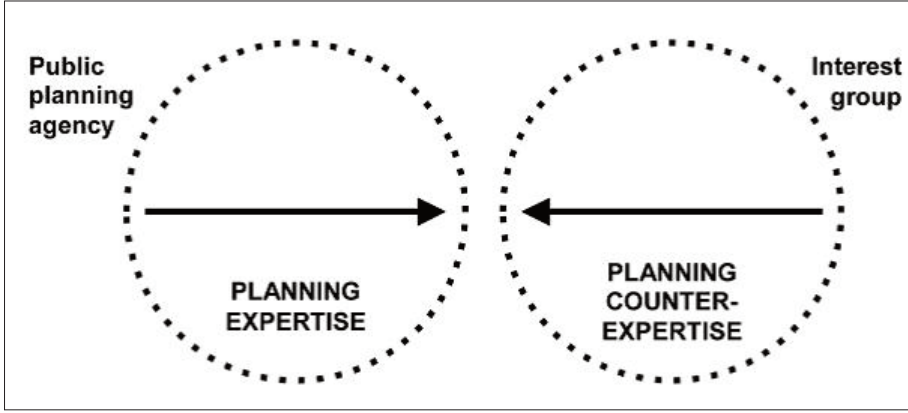 Public
planning
agency
Interest
group
PLANNING
EXPERTISE
PLANNING
COUNTER-
EXPERTISE